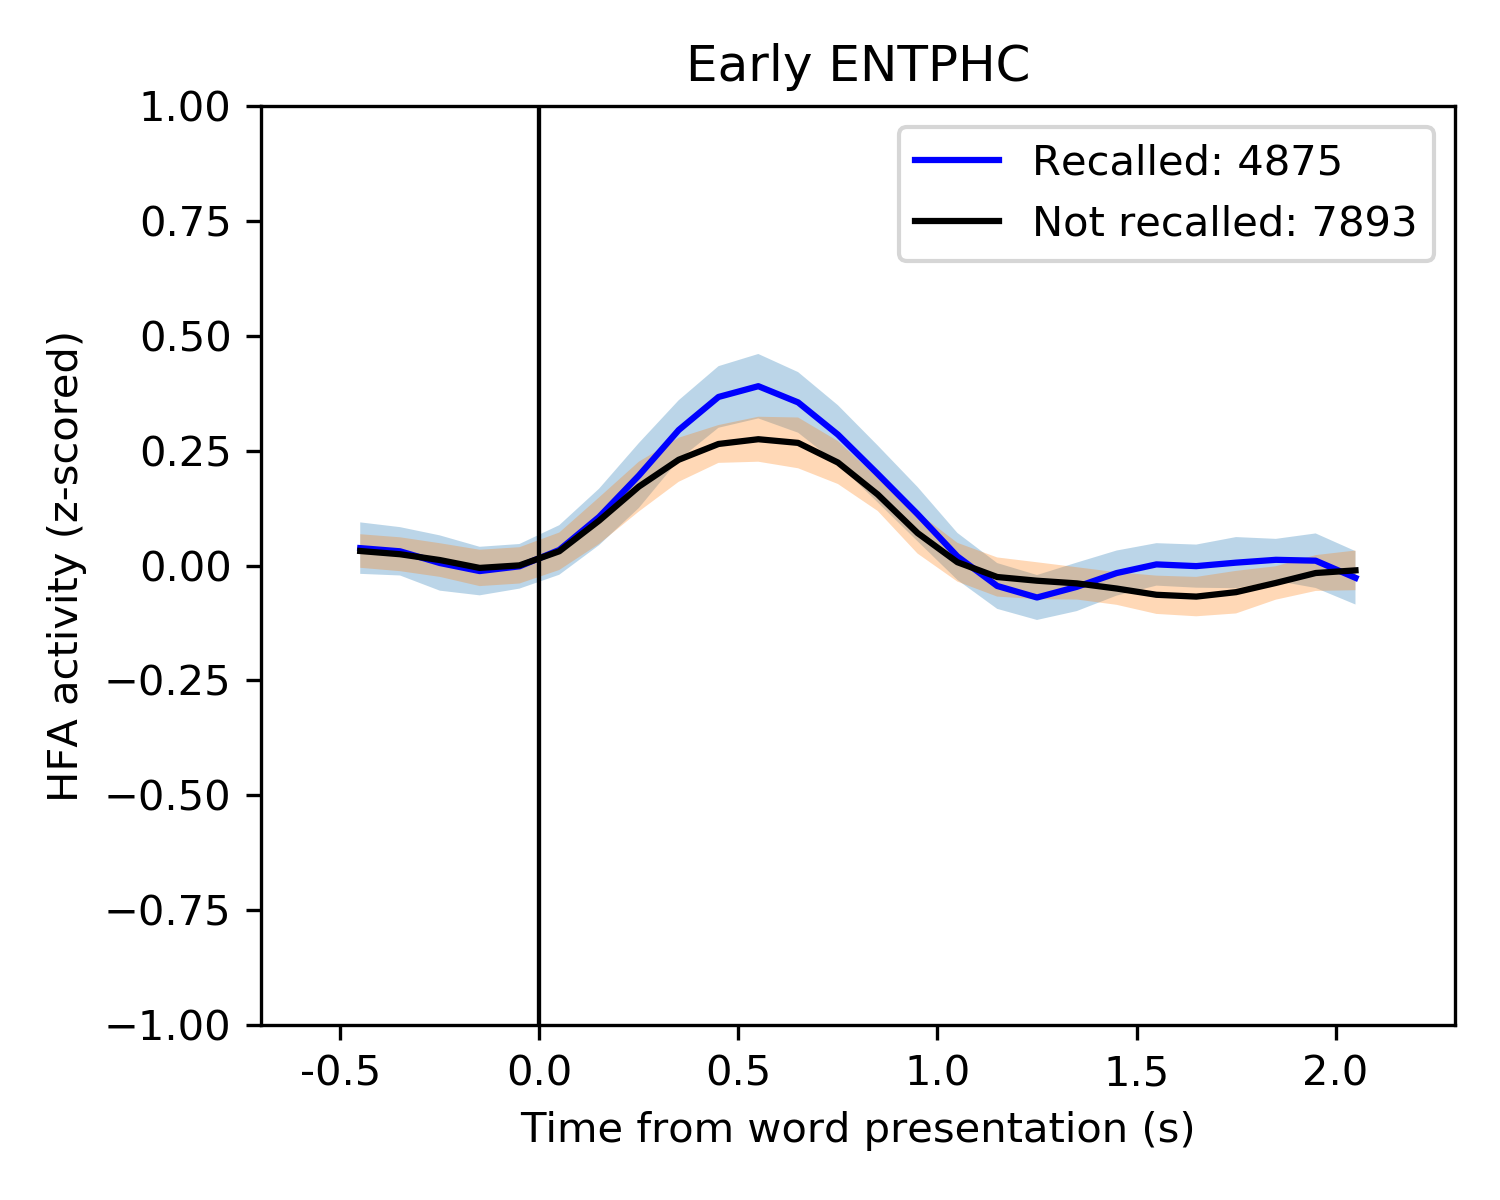 Early ENTPHC
1.00
0.75
0.50
0.25
0.00
−0.25
−0.50
−0.75
−1.00
HFA activity (z-scored)
Recalled: 4875
Not recalled: 7893
-0.5 0.0 0.5 1.0 1.5 2.0
Time from word presentation (s)